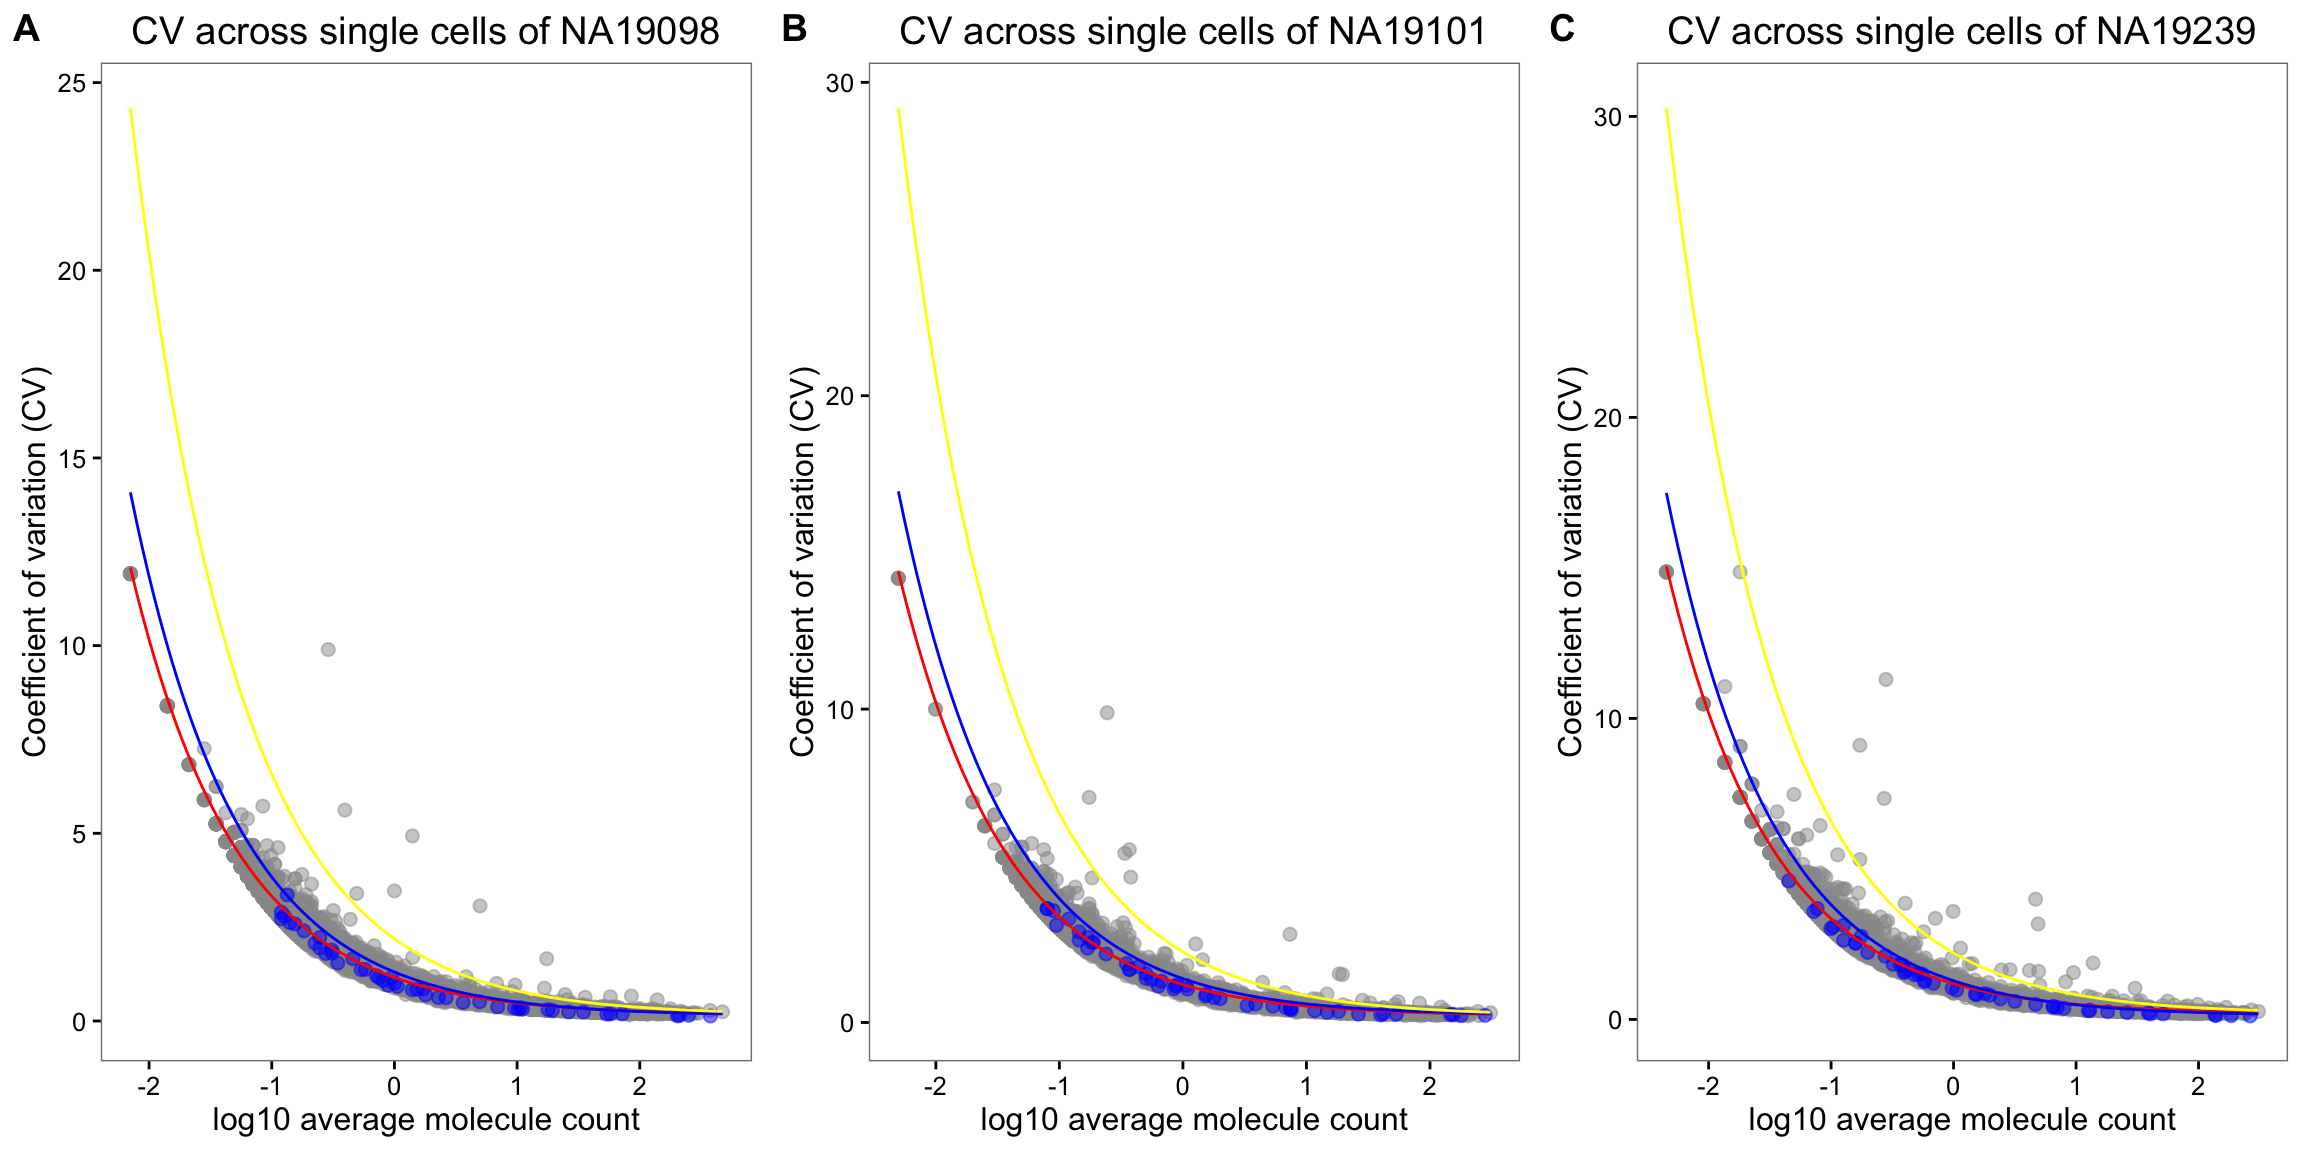 A CV across single cells of NA19098
25
20
15
10
5
0
Coefficient of variation (CV)
-2 -1 0 1 2
log10 average molecule count
B CV across single cells of NA19101
30
20
10
0
Coefficient of variation (CV)
-2 -1 0 1 2
log10 average molecule count
C CV across single cells of NA19239
30
20
10
0
Coefficient of variation (CV)
-2 -1 0 1 2
log10 average molecule count